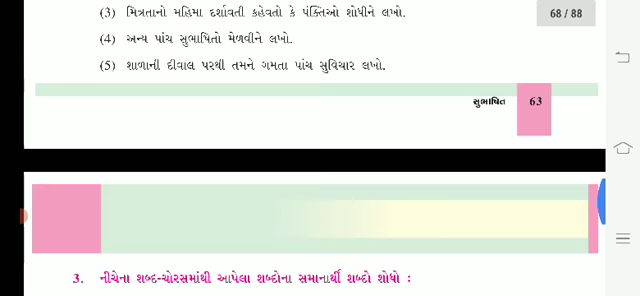 (3) મિત્રતાનો મહિમા દર્શાવતી કહેવતો કે પંક્તિઓ શોધીને લખો.
68 / 88
(4) અન્ય પાંચ સુભાષિતો મેળવીને લખો.
(5) શાળાની દીવાલ પરથી તમને ગમતા પાંચ સુવિચાર લખો.
સુભાષિત 63
3. નીચેના શબ્દ-ચોરસમાંથી આપેલા શબ્દોના સમાનાર્થી શબ્દો શોધો :